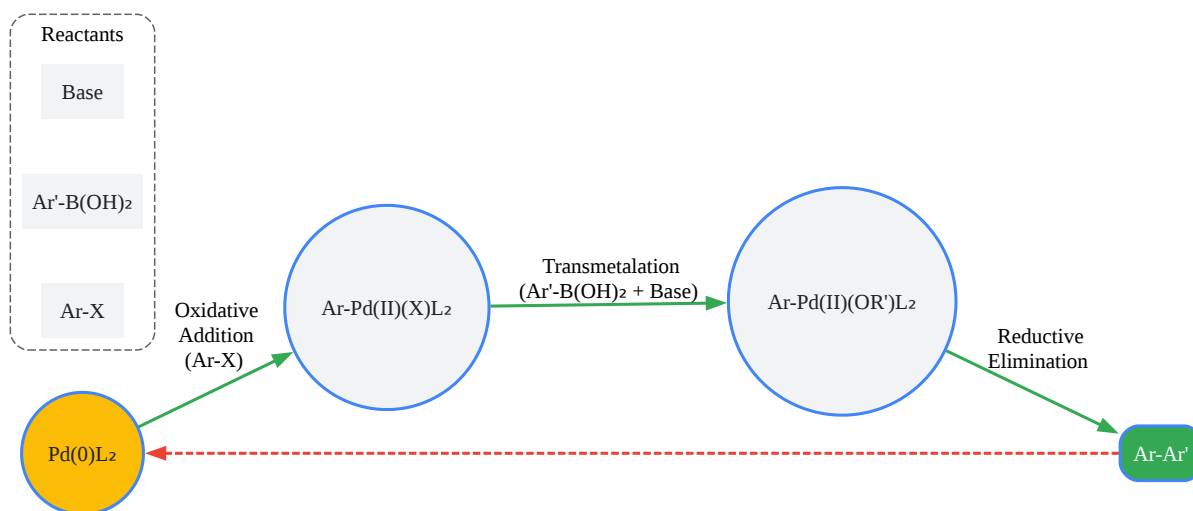 Reactants
Base
Ar'-B(OH)₂
Ar-X
Oxidative
Addition
(Ar-X)
Pd(0)L₂
Ar-Pd(II)(X)L₂
Transmetalation
(Ar'-B(OH)₂ + Base)
Ar-Pd(II)(OR')L₂
Reductive
Elimination
Ar-Ar'